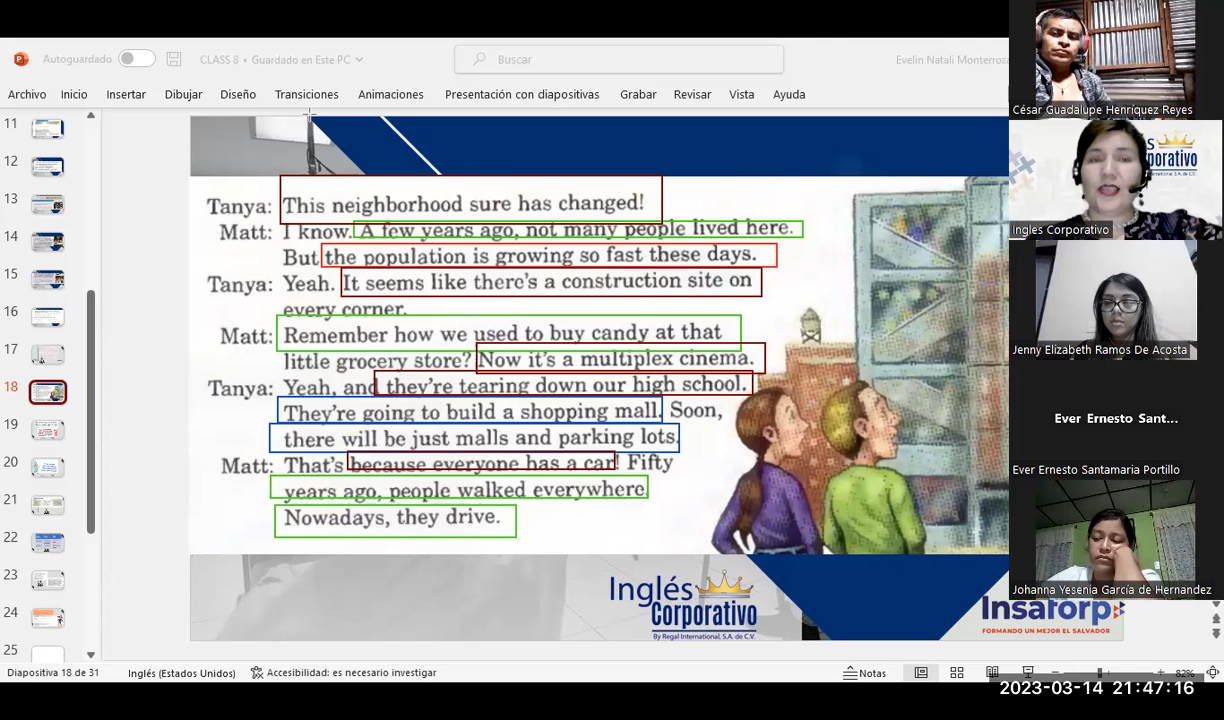 Autoguardado
CLASS 8 • Guardado en Este PC
Buscar
Evelin Natali Monterroza
Archivo Inicio Insertar Dibujar Diseño Transiciones Animaciones Presentación con diapositivas Grabar Revisar Vista Ayuda
11
12
13
14
15
16
17
18
19
20
21
22
23
24
25
Tanya: This neighborhood sure has changed!
Matt: I know. A few years ago, not many people lived here.
But the population is growing so fast these days.
Tanya: Yeah. It seems like there's a construction site on
every corner.
Matt: Remember how we used to buy candy at that
little grocery store? Now it's a multiplex cinema.
Tanya: Yeah, and they're tearing down our high school.
They're going to build a shopping mall. Soon,
there will be just malls and parking lots.
Matt: That's because everyone has a car! Fifty
years ago, people walked everywhere.
Nowadays, they drive.
Inglés
Corporativo
By Regal International, S.A. de C.V.
Insaforp
FORMANDO UN MEJOR EL SALVADOR
César Guadalupe Henríquez Reyes
Ingles Corporativo
Jenny Elizabeth Ramos De Acosta
Ever Ernesto Sant...
Ever Ernesto Santamaria Portillo
Johanna Yesenia García de Hernandez
Diapositiva 18 de 31 Inglés (Estados Unidos) Accesibilidad: es necesario investigar
Notas
82%
2023-03-14 21:47:16